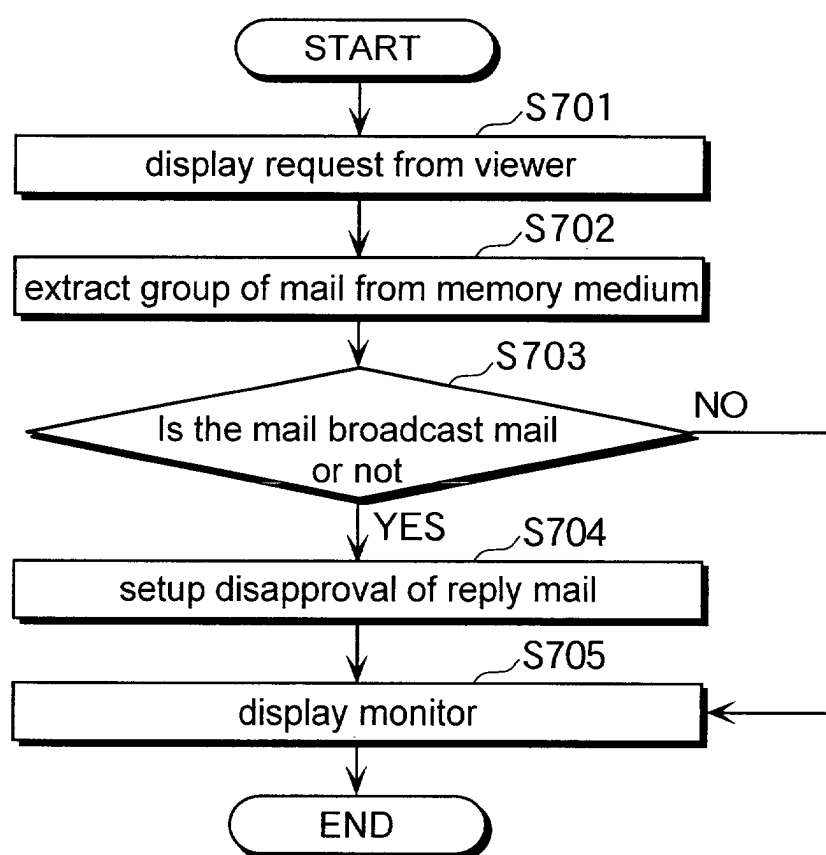 START
S701
display request from viewer
S702
extract group of mail from memory medium
S703
NO
Is the mail broadcast mail
or not
YES
S704
setup disapproval of reply mail
S705
display monitor
END